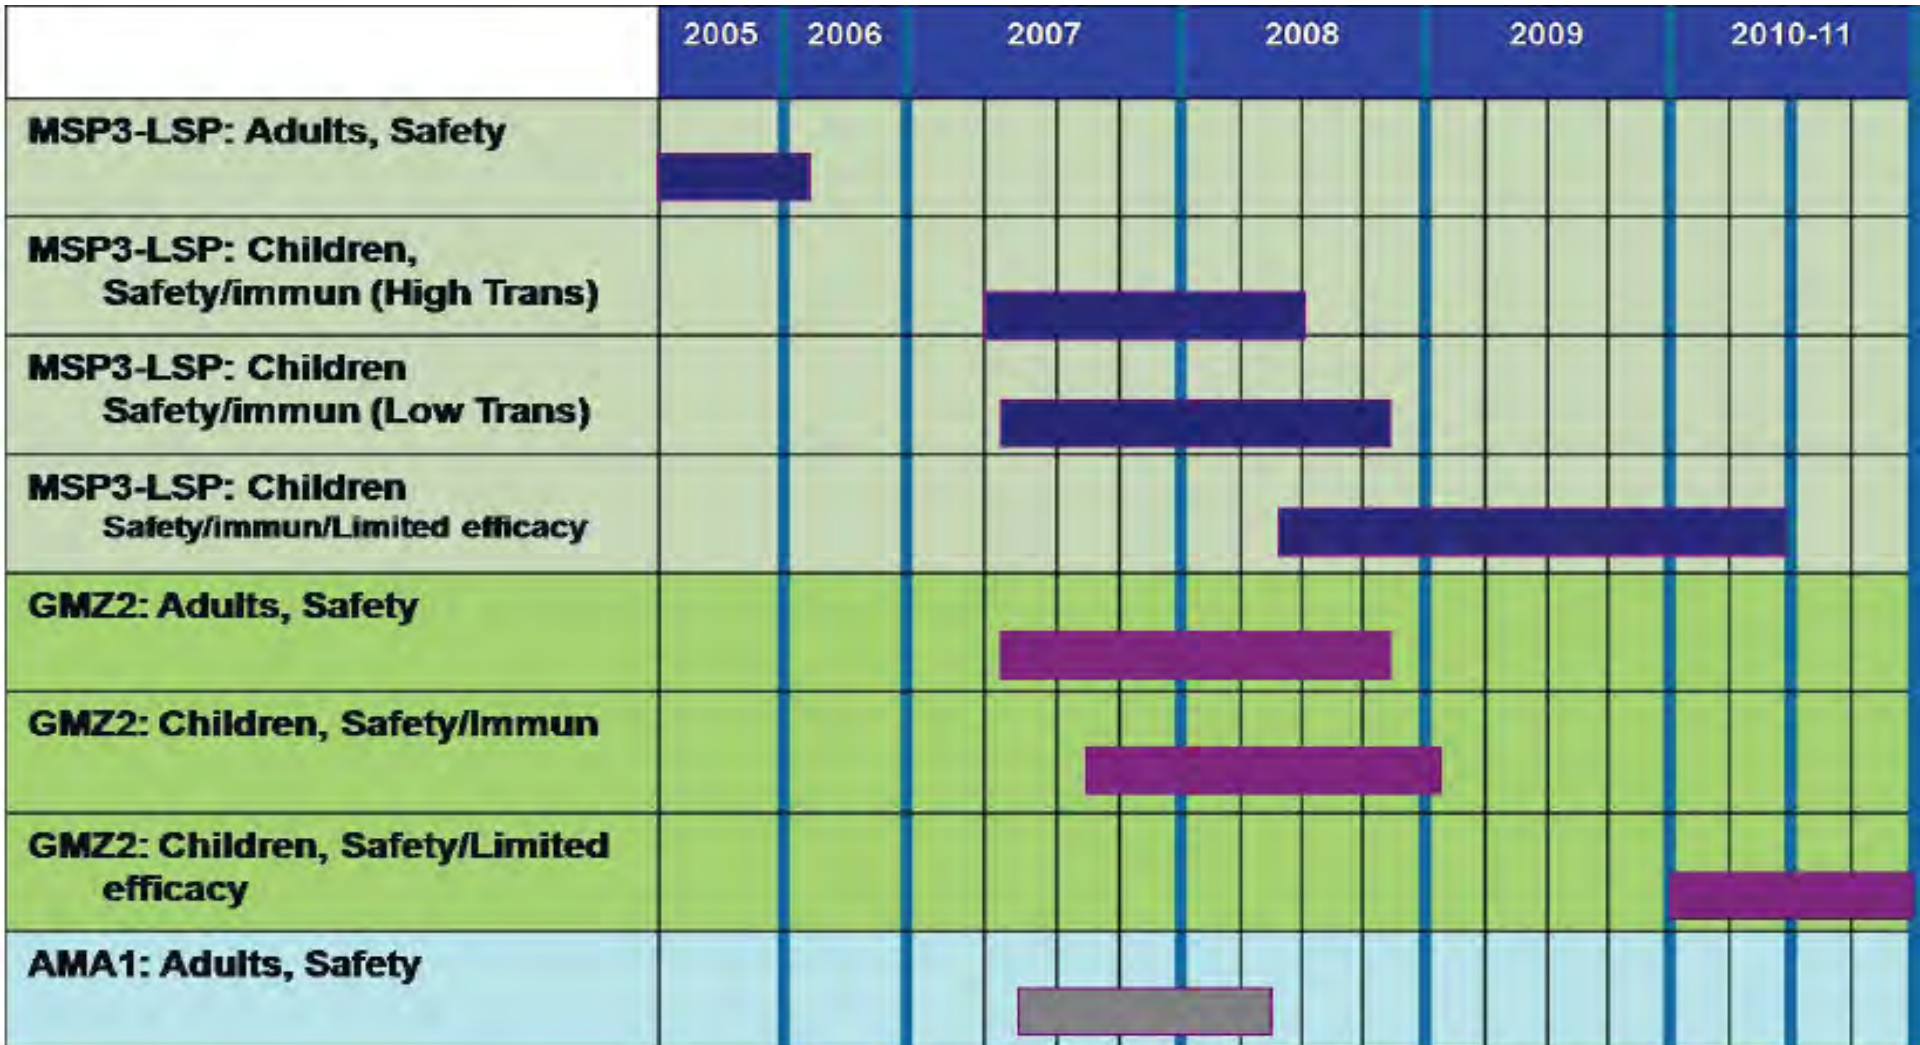 2005 2006 2007 2008 2009 2010-11
MSP3-LSP: Adults, Safety
MSP3-LSP: Children,
Safety/immun (High Trans)
MSP3-LSP: Children
Safety/immun (Low Trans)
MSP3-LSP: Children
Safety/immun/Limited efficacy
GMZ2: Adults, Safety
GMZ2: Children, Safety/Immun
GMZ2: Children, Safety/Limited
efficacy
AMA1: Adults, Safety